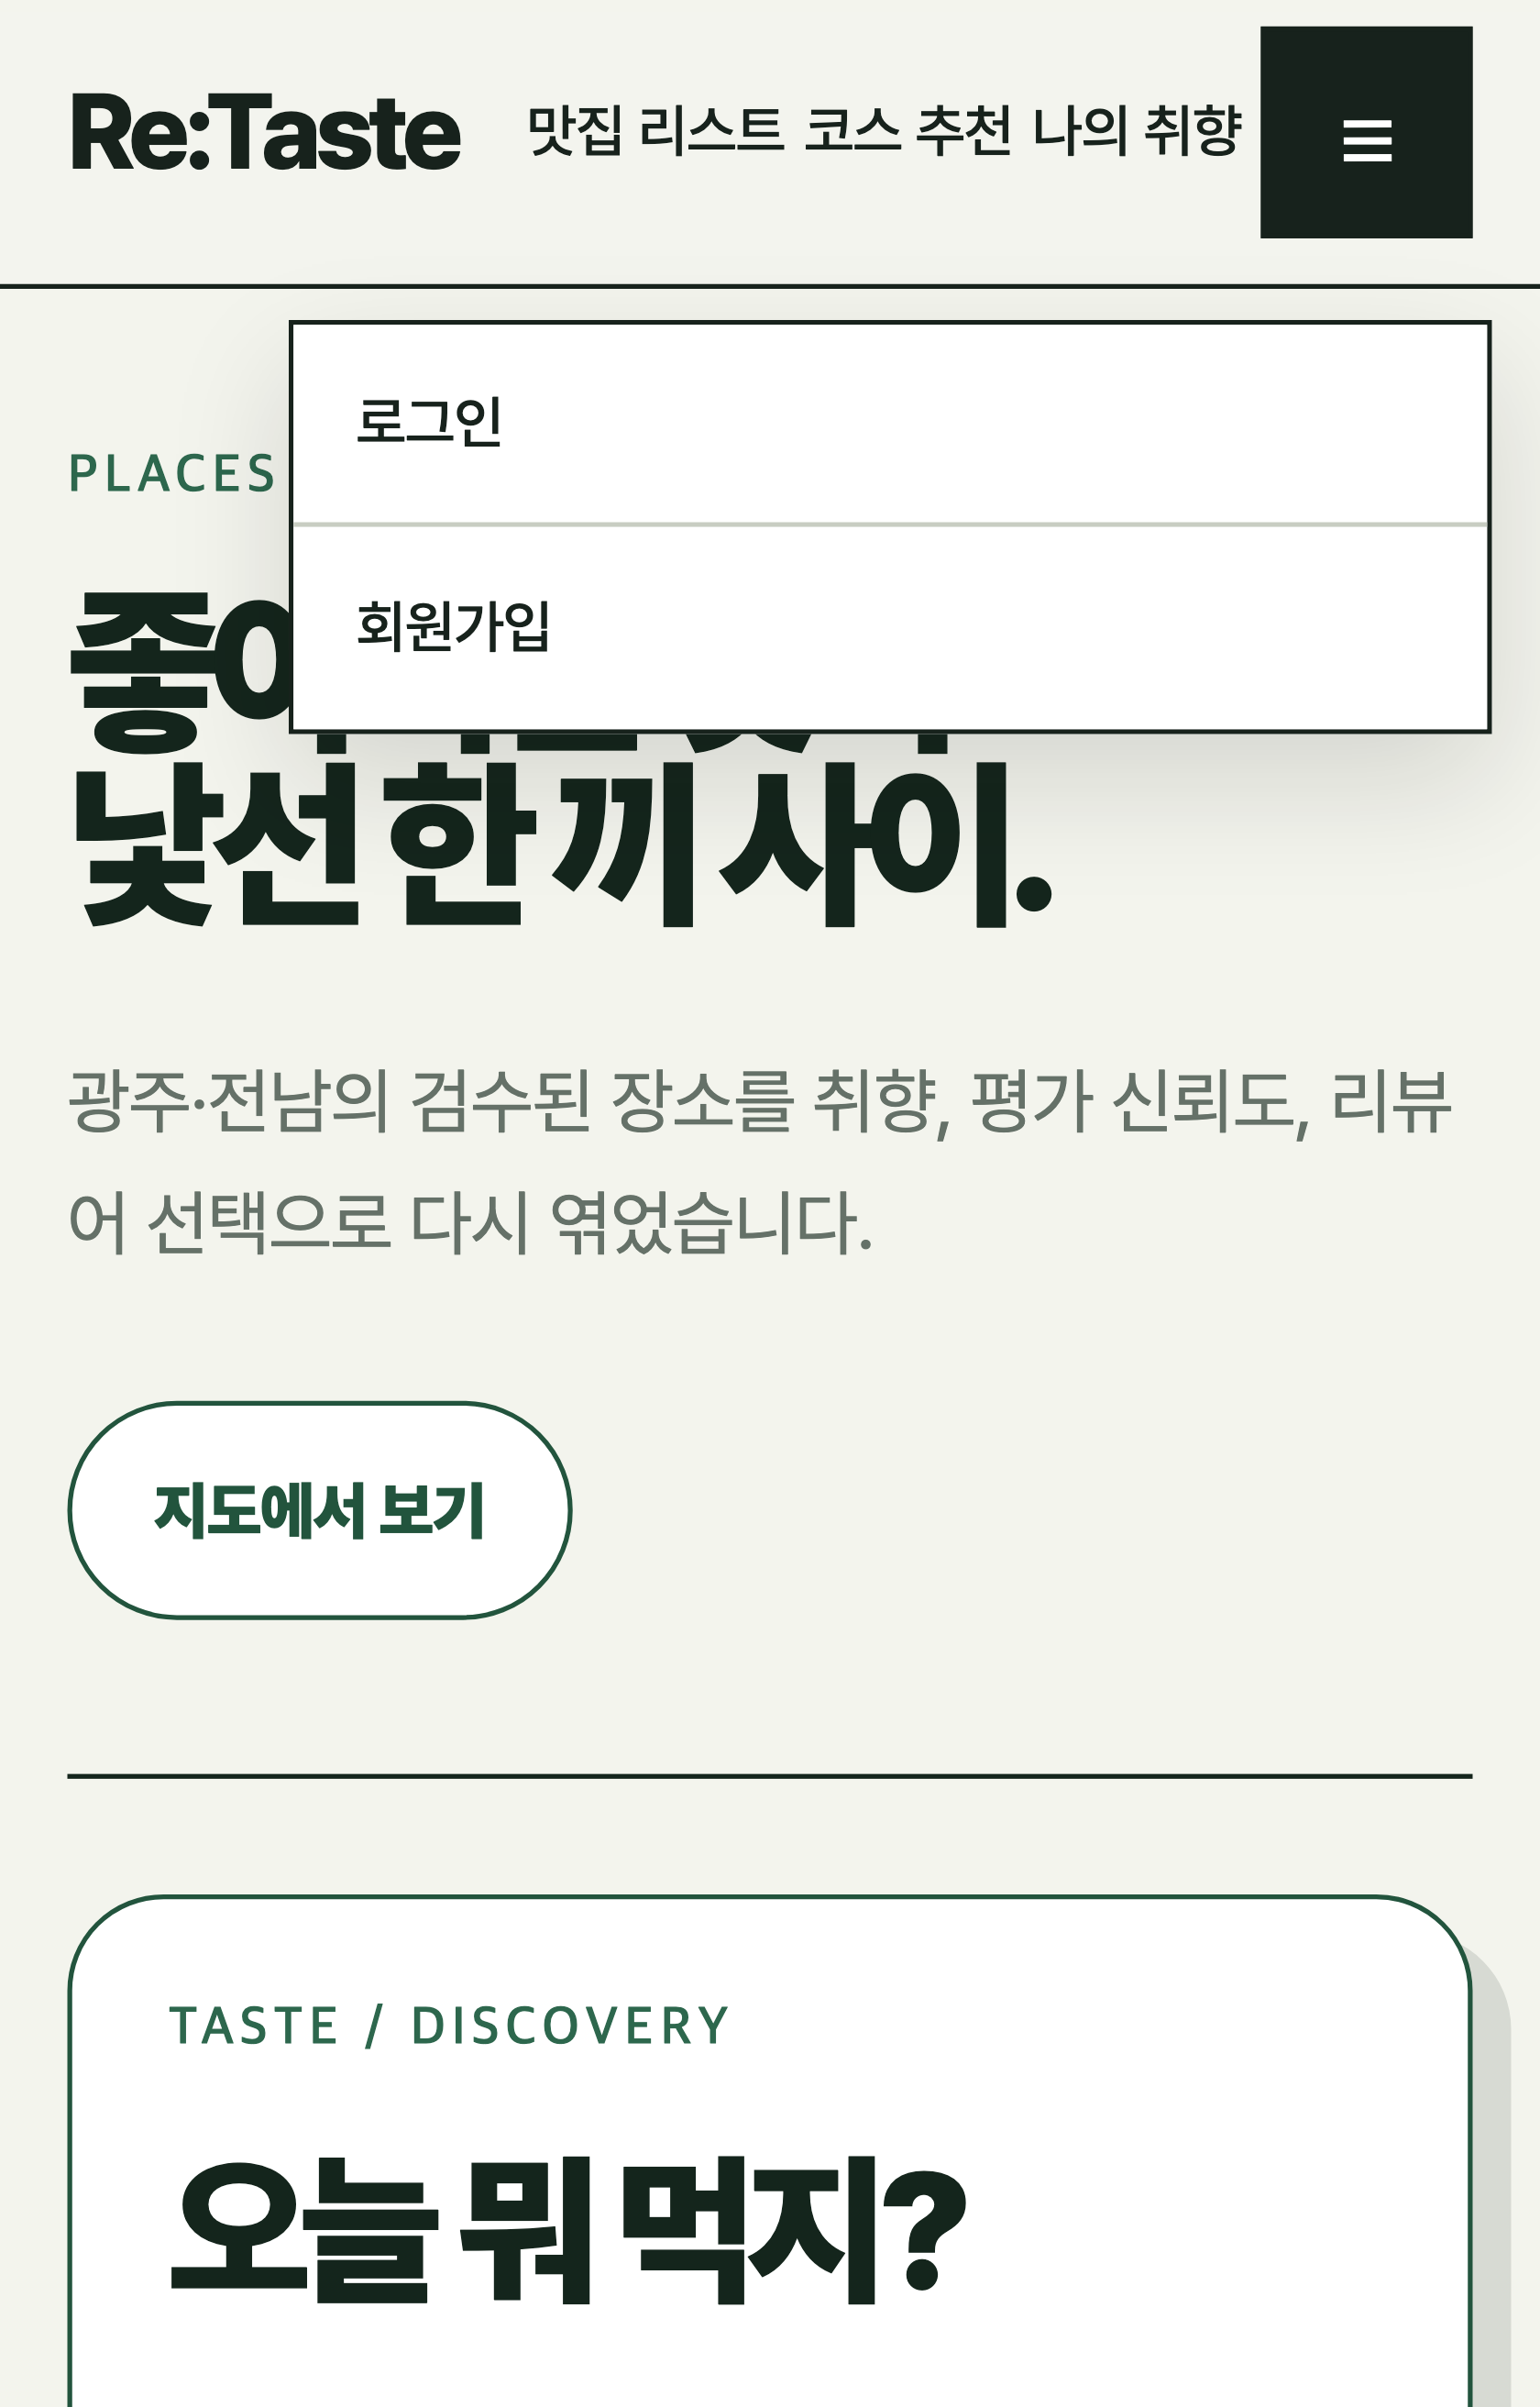 Re:Taste 맛집 리스트 코스 추천 나의 취향
로그인
회원가입
PLACES
낯선 한 끼 사이.
광주·전남의 검수된 장소를 취향, 평가 신뢰도, 리뷰
어 선택으로 다시 엮었습니다.
지도에서 보기
TASTE / DISCOVERY
오늘 뭐 먹지?